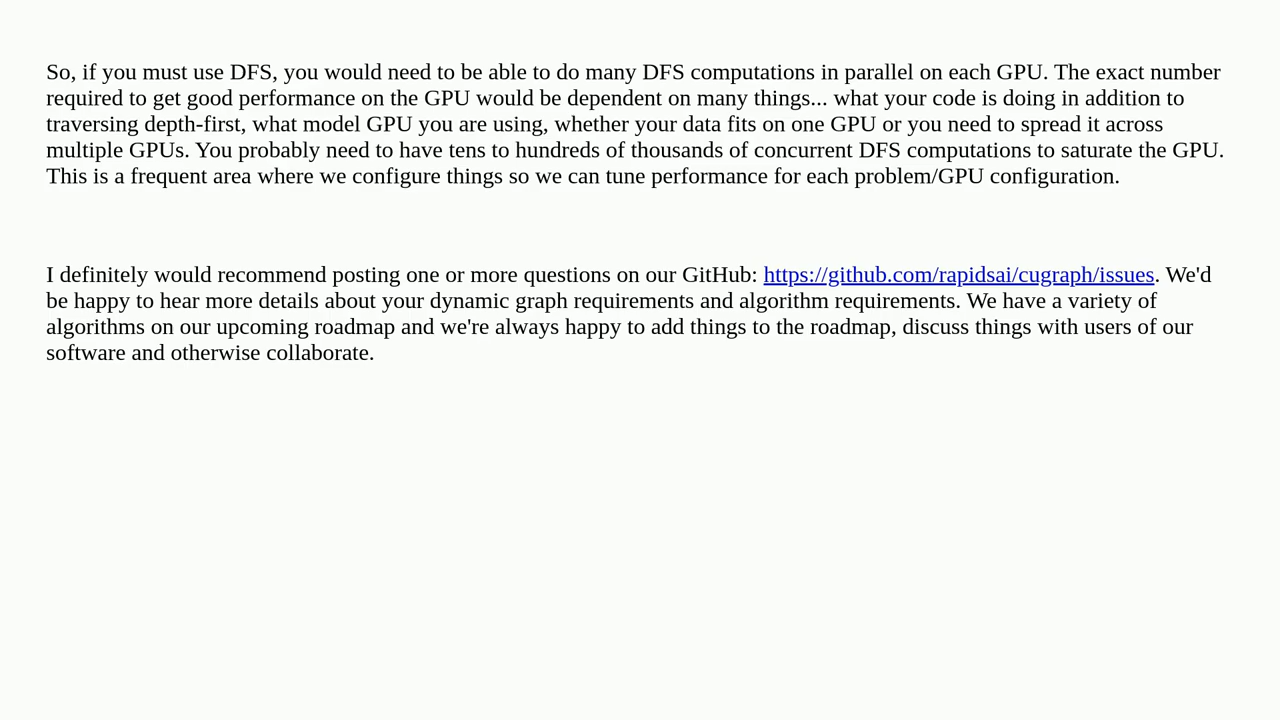 So, if you must use DFS, you would need to be able to do many DFS computations in parallel on each GPU. The exact number
required to get good performance on the GPU would be dependent on many things... what your code is doing in addition to
traversing depth-first, what model GPU you are using, whether your data fits on one GPU or you need to spread it across
multiple GPUs. You probably need to have tens to hundreds of thousands of concurrent DFS computations to saturate the GPU.
This is a frequent area where we configure things so we can tune performance for each problem/GPU configuration.
I definitely would recommend posting one or more questions on our GitHub: https://github.com/rapidsai/cugraph/issues. We'd
be happy to hear more details about your dynamic graph requirements and algorithm requirements. We have a variety of
algorithms on our upcoming roadmap and we're always happy to add things to the roadmap, discuss things with users of our
software and otherwise collaborate.